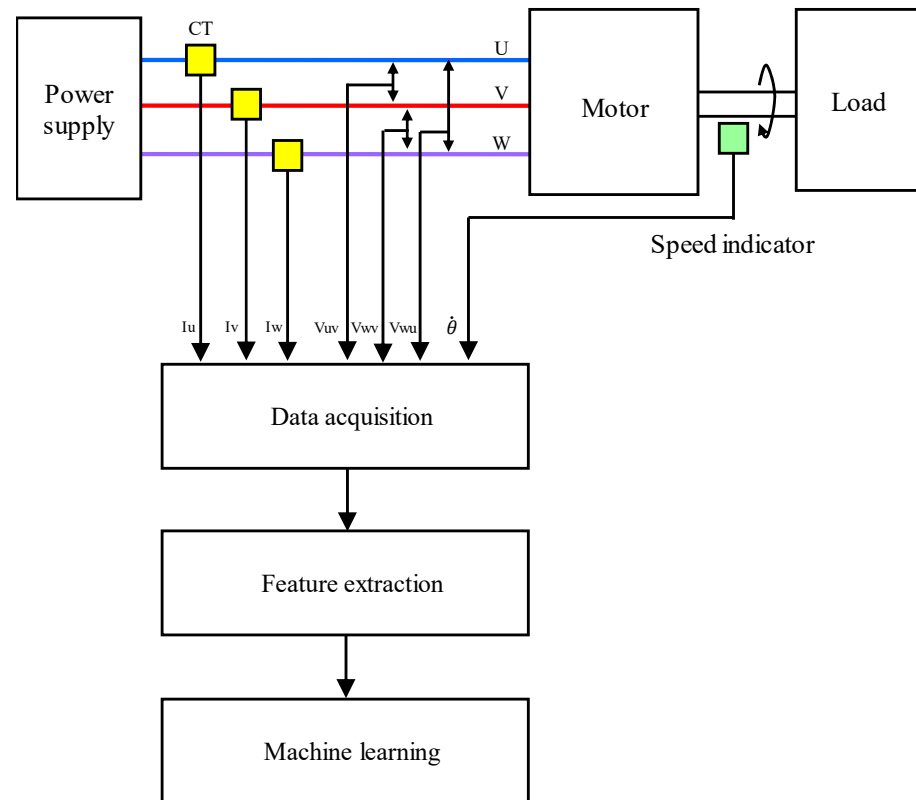 CT
U
V
W
Power
supply
Motor
Load
Speed indicator
Iu
Iv
Iw
Vuv
Vwv
Vwu
θ̇
Data acquisition
Feature extraction
Machine learning